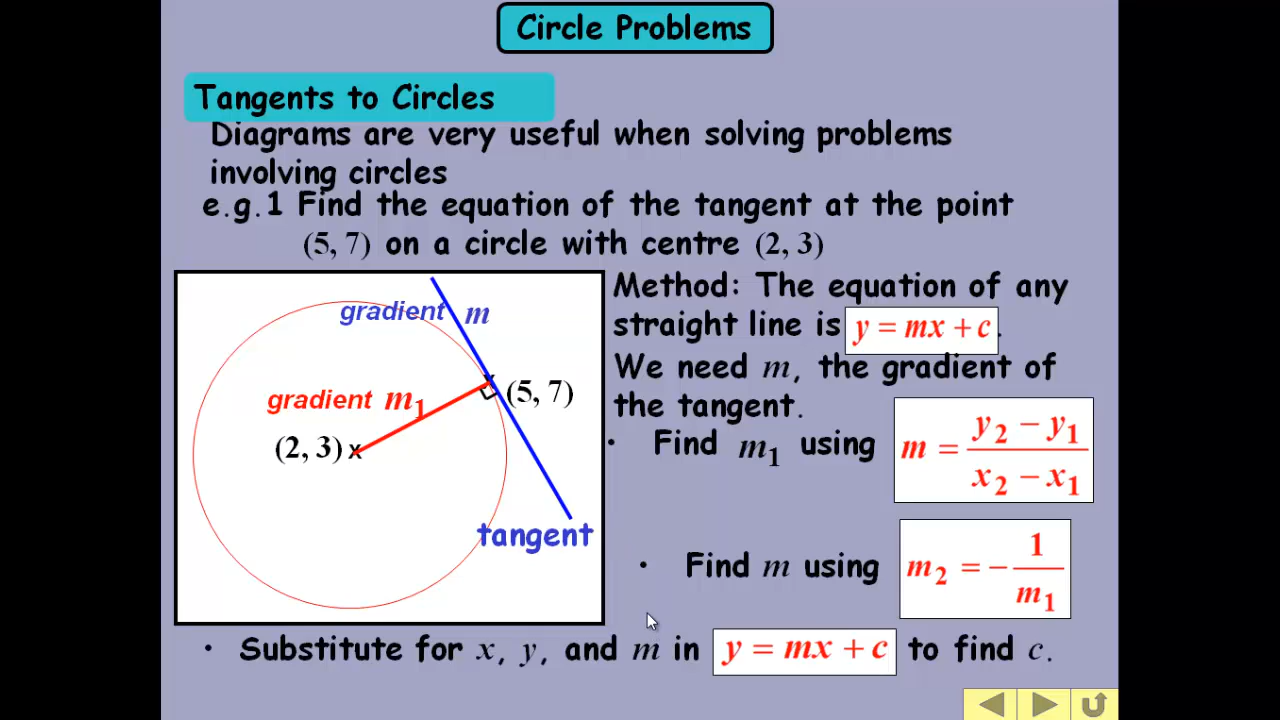 Circle Problems
Tangents to Circles
Diagrams are very useful when solving problems
involving circles
e.g.1 Find the equation of the tangent at the point
(5, 7) on a circle with centre (2, 3)
gradient m
gradient m₁
(5, 7)
(2, 3) x
tangent
Method: The equation of any
straight line is y = mx + c.
We need m, the gradient of
the tangent.
• Find m₁ using m = (y₂ − y₁)/(x₂ − x₁)
• Find m using m₂ = − 1/m₁
• Substitute for x, y, and m in y = mx + c to find c.